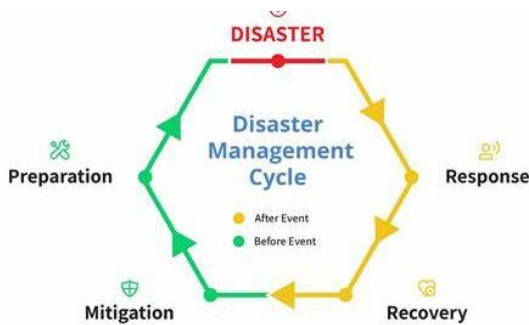 DISASTER
Disaster
Management
Cycle
After Event
Before Event
Preparation
Response
Mitigation
Recovery